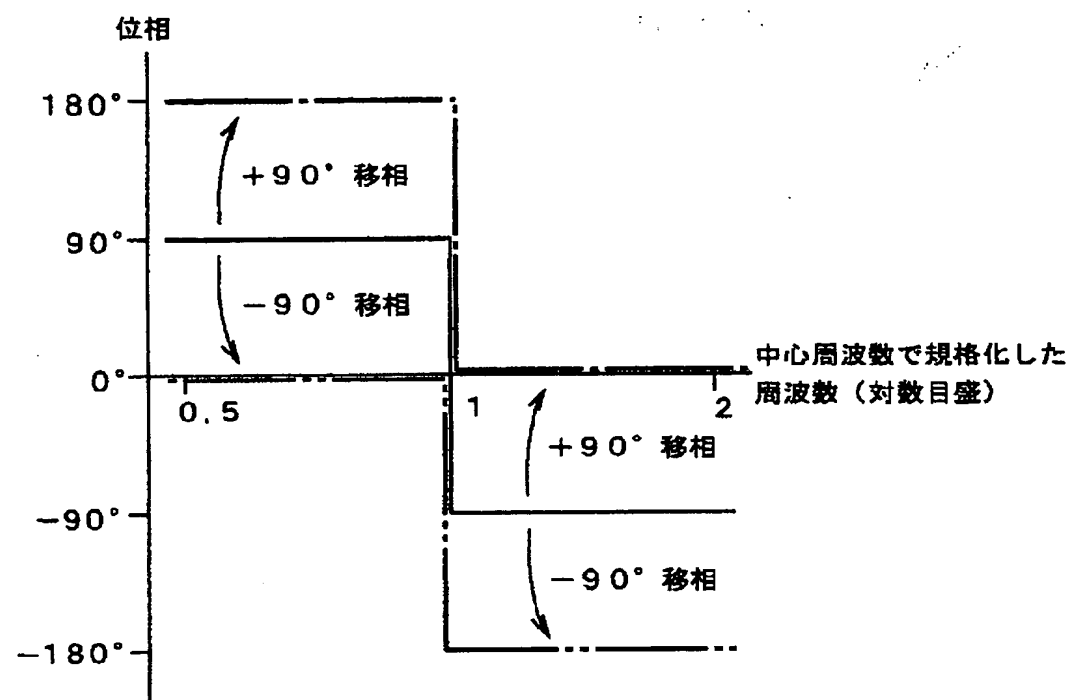 位相
180°
+90° 移相
90°
−90° 移相
中心周波数で規格化した
周波数（対数目盛）
0°
0.5
1
2
+90° 移相
−90°
−90° 移相
−180°